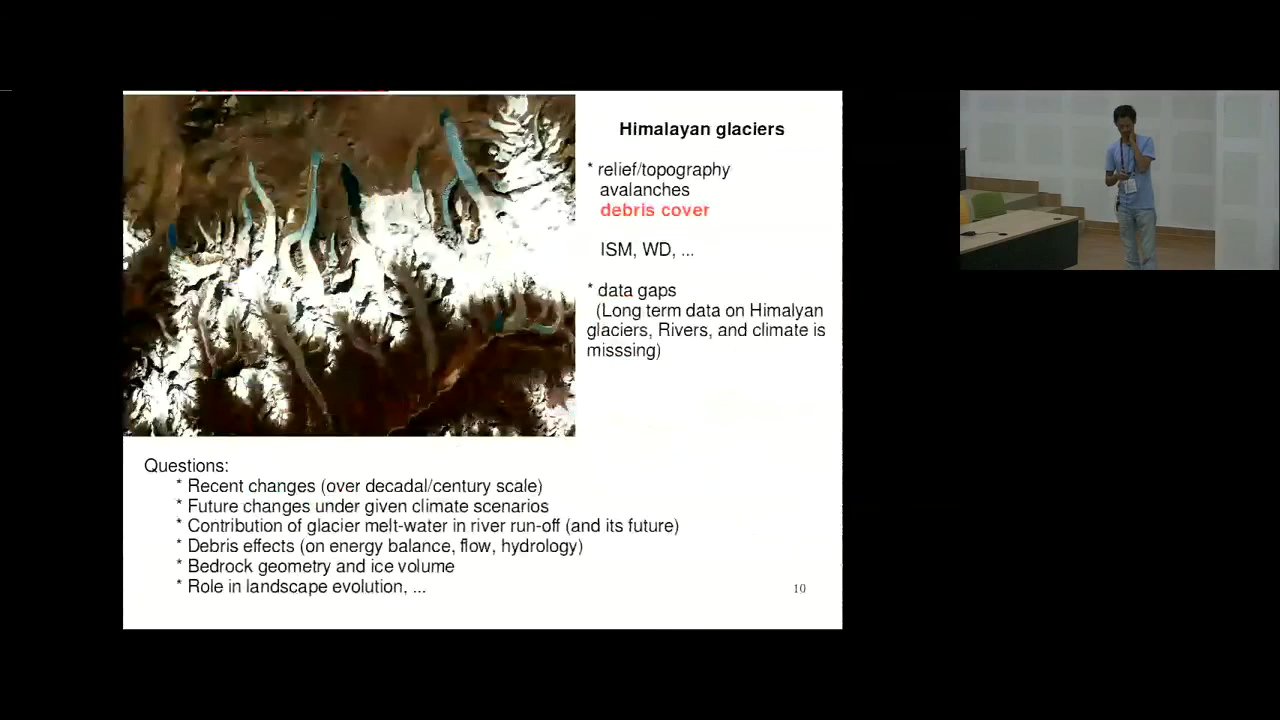 Himalayan glaciers
* relief/topography
avalanches
debris cover
ISM, WD, ...
* data gaps
(Long term data on Himalyan
glaciers, Rivers, and climate is
misssing)
Questions:
* Recent changes (over decadal/century scale)
* Future changes under given climate scenarios
* Contribution of glacier melt-water in river run-off (and its future)
* Debris effects (on energy balance, flow, hydrology)
* Bedrock geometry and ice volume
* Role in landscape evolution, ...
10